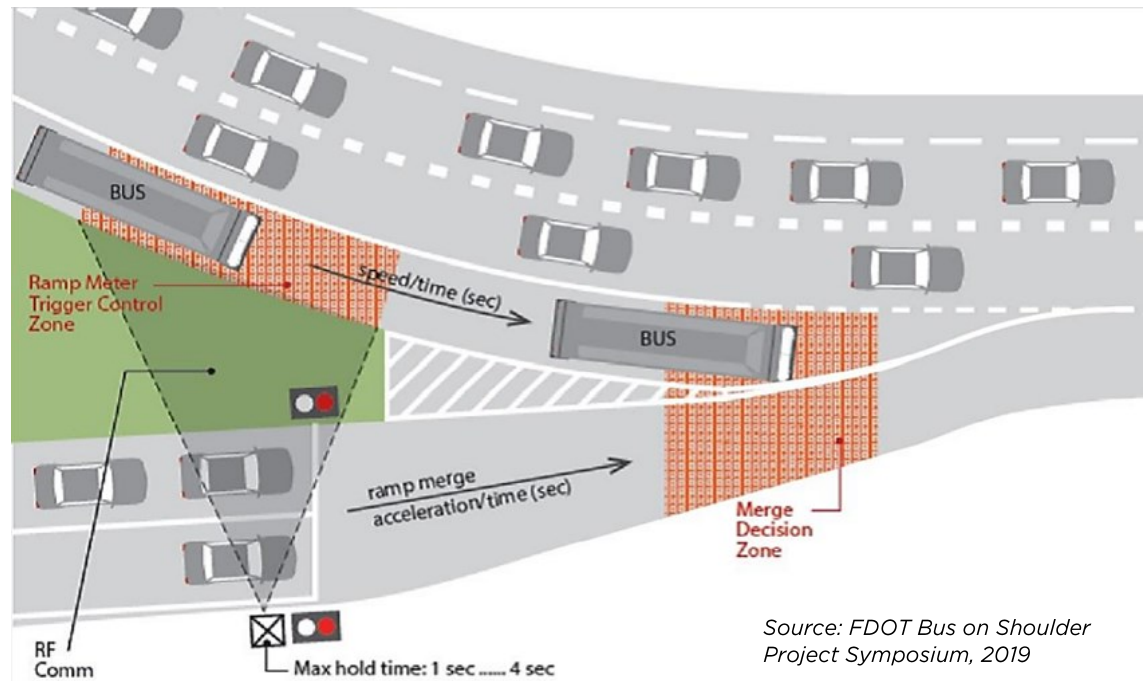 BUS
Ramp Meter
Trigger Control
Zone
speed/time (sec)
BUS
ramp merge
acceleration/time (sec)
Merge
Decision
Zone
RF
Comm
Max hold time: 1 sec ...... 4 sec
Source: FDOT Bus on Shoulder
Project Symposium, 2019